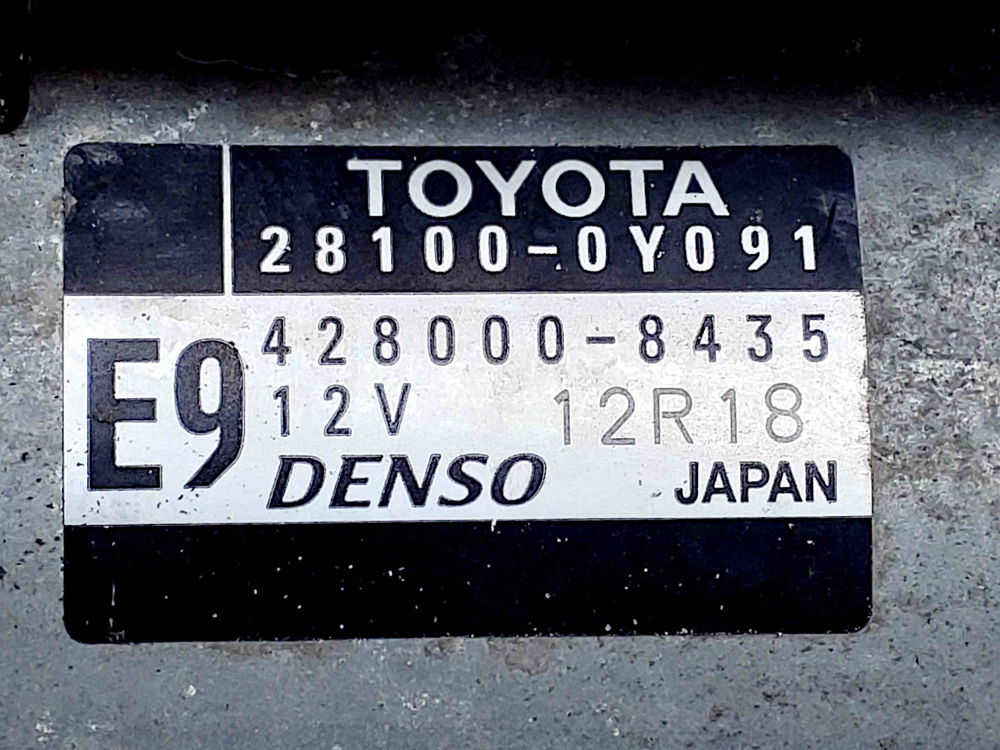 TOYOTA
28100-0Y091
E9
428000-8435
12V 12R18
DENSO JAPAN